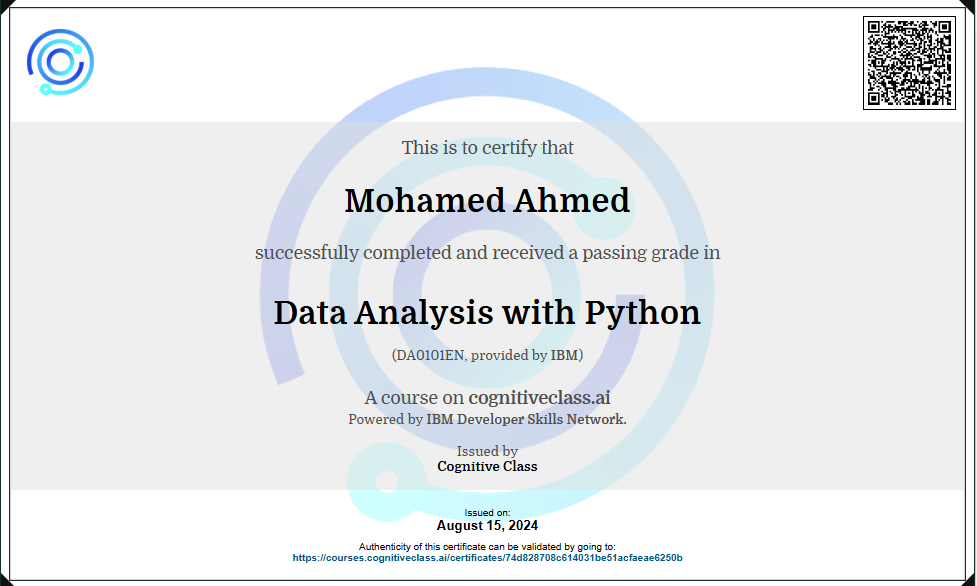 This is to certify that
Mohamed Ahmed
successfully completed and received a passing grade in
Data Analysis with Python
(DA0101EN, provided by IBM)
A course on cognitiveclass.ai
Powered by IBM Developer Skills Network.
Issued by
Cognitive Class
Issued on:
August 15, 2024
Authenticity of this certificate can be validated by going to:
https://courses.cognitiveclass.ai/certificates/74d828708c614031be51acfaeae6250b